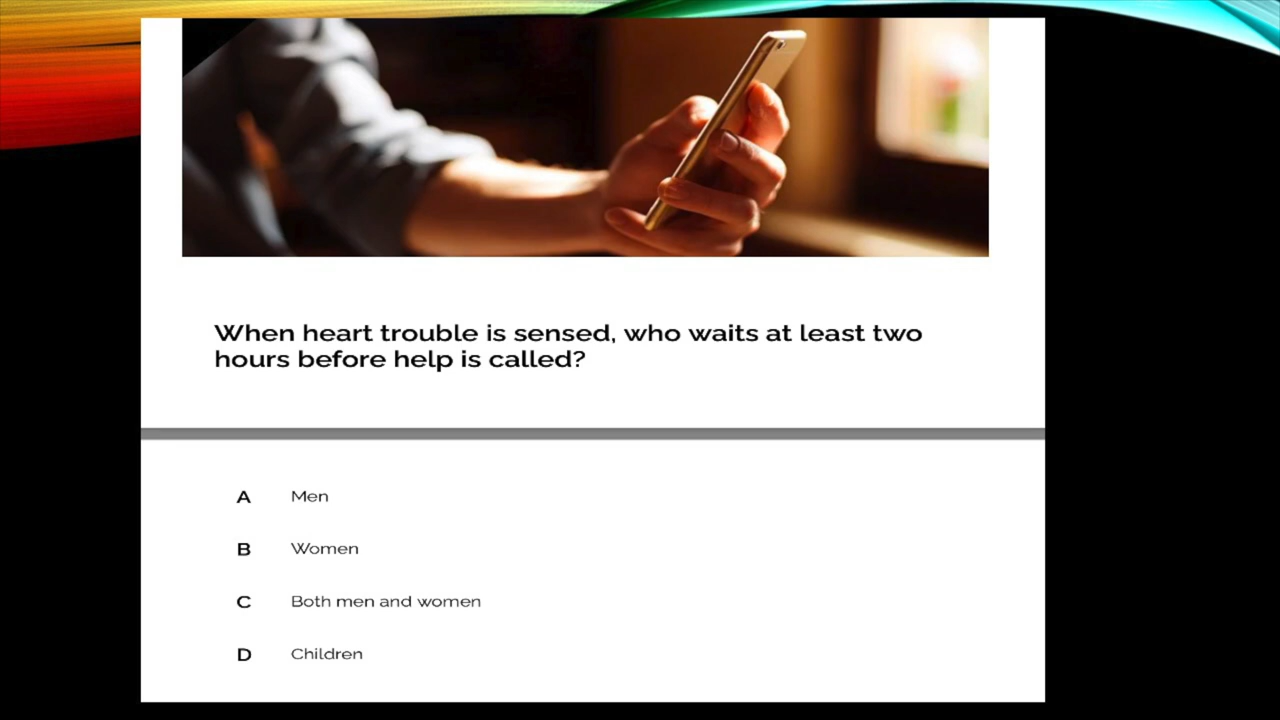 When heart trouble is sensed, who waits at least two
hours before help is called?
A Men
B Women
C Both men and women
D Children